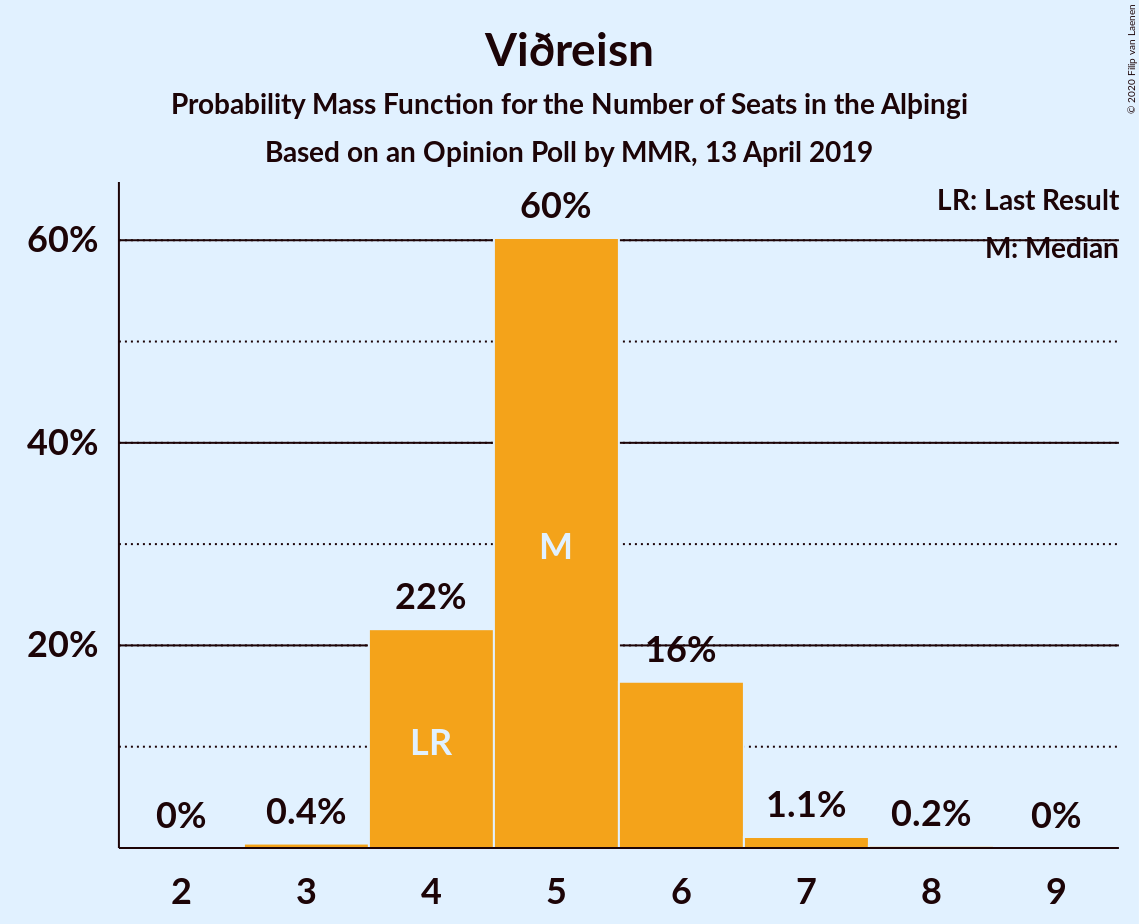 Viðreisn
Probability Mass Function for the Number of Seats in the Alþingi
Based on an Opinion Poll by MMR, 13 April 2019
© 2020 Filip van Laenen
LR: Last Result
M: Median
60%
40%
20%
0%
0.4%
22%
60%
16%
1.1%
0.2%
0%
LR
M
2 3 4 5 6 7 8 9